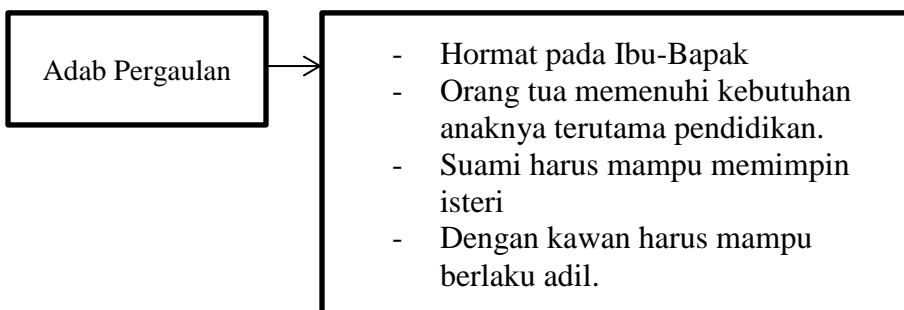 Adab Pergaulan
- Hormat pada Ibu-Bapak
- Orang tua memenuhi kebutuhan
anaknya terutama pendidikan.
- Suami harus mampu memimpin
isteri
- Dengan kawan harus mampu
berlaku adil.